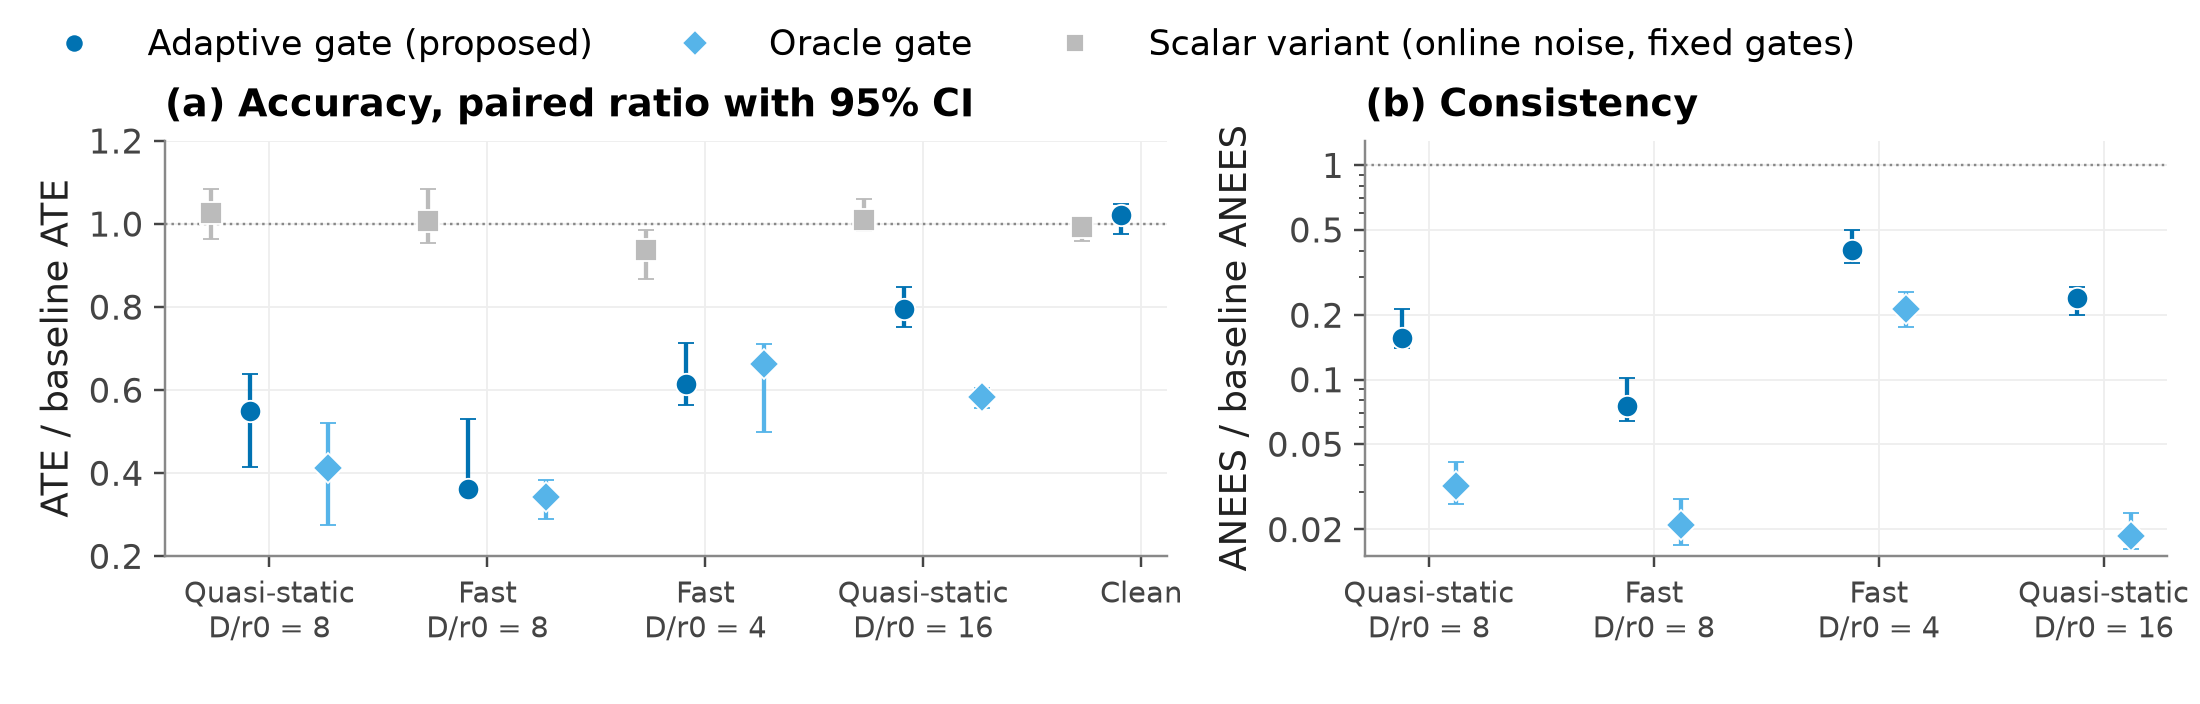 Adaptive gate (proposed)
Oracle gate
Scalar variant (online noise, fixed gates)
(a) Accuracy, paired ratio with 95% CI
ATE / baseline ATE
1.2
1.0
0.8
0.6
0.4
0.2
Quasi-static
D/r0 = 8
Fast
D/r0 = 8
Fast
D/r0 = 4
Quasi-static
D/r0 = 16
Clean
(b) Consistency
ANEES / baseline ANEES
1
0.5
0.2
0.1
0.05
0.02
Quasi-static
D/r0 = 8
Fast
D/r0 = 8
Fast
D/r0 = 4
Quasi-static
D/r0 = 16